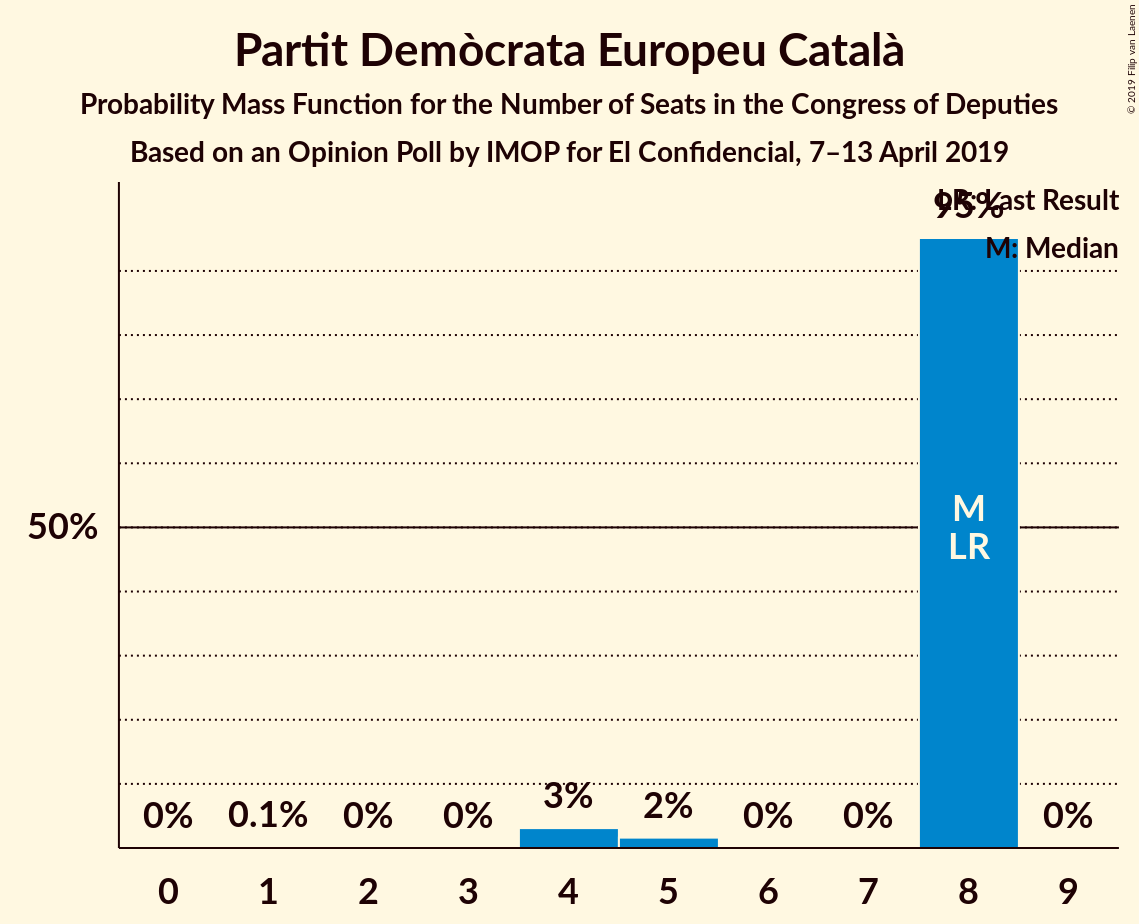 Partit Demòcrata Europeu Català
Probability Mass Function for the Number of Seats in the Congress of Deputies
Based on an Opinion Poll by IMOP for El Confidencial, 7–13 April 2019
© 2019 Filip van Laenen
LR: Last Result
M: Median
95%
50%
M
LR
0% 0.1% 0% 0% 3% 2% 0% 0% 0%
0 1 2 3 4 5 6 7 8 9